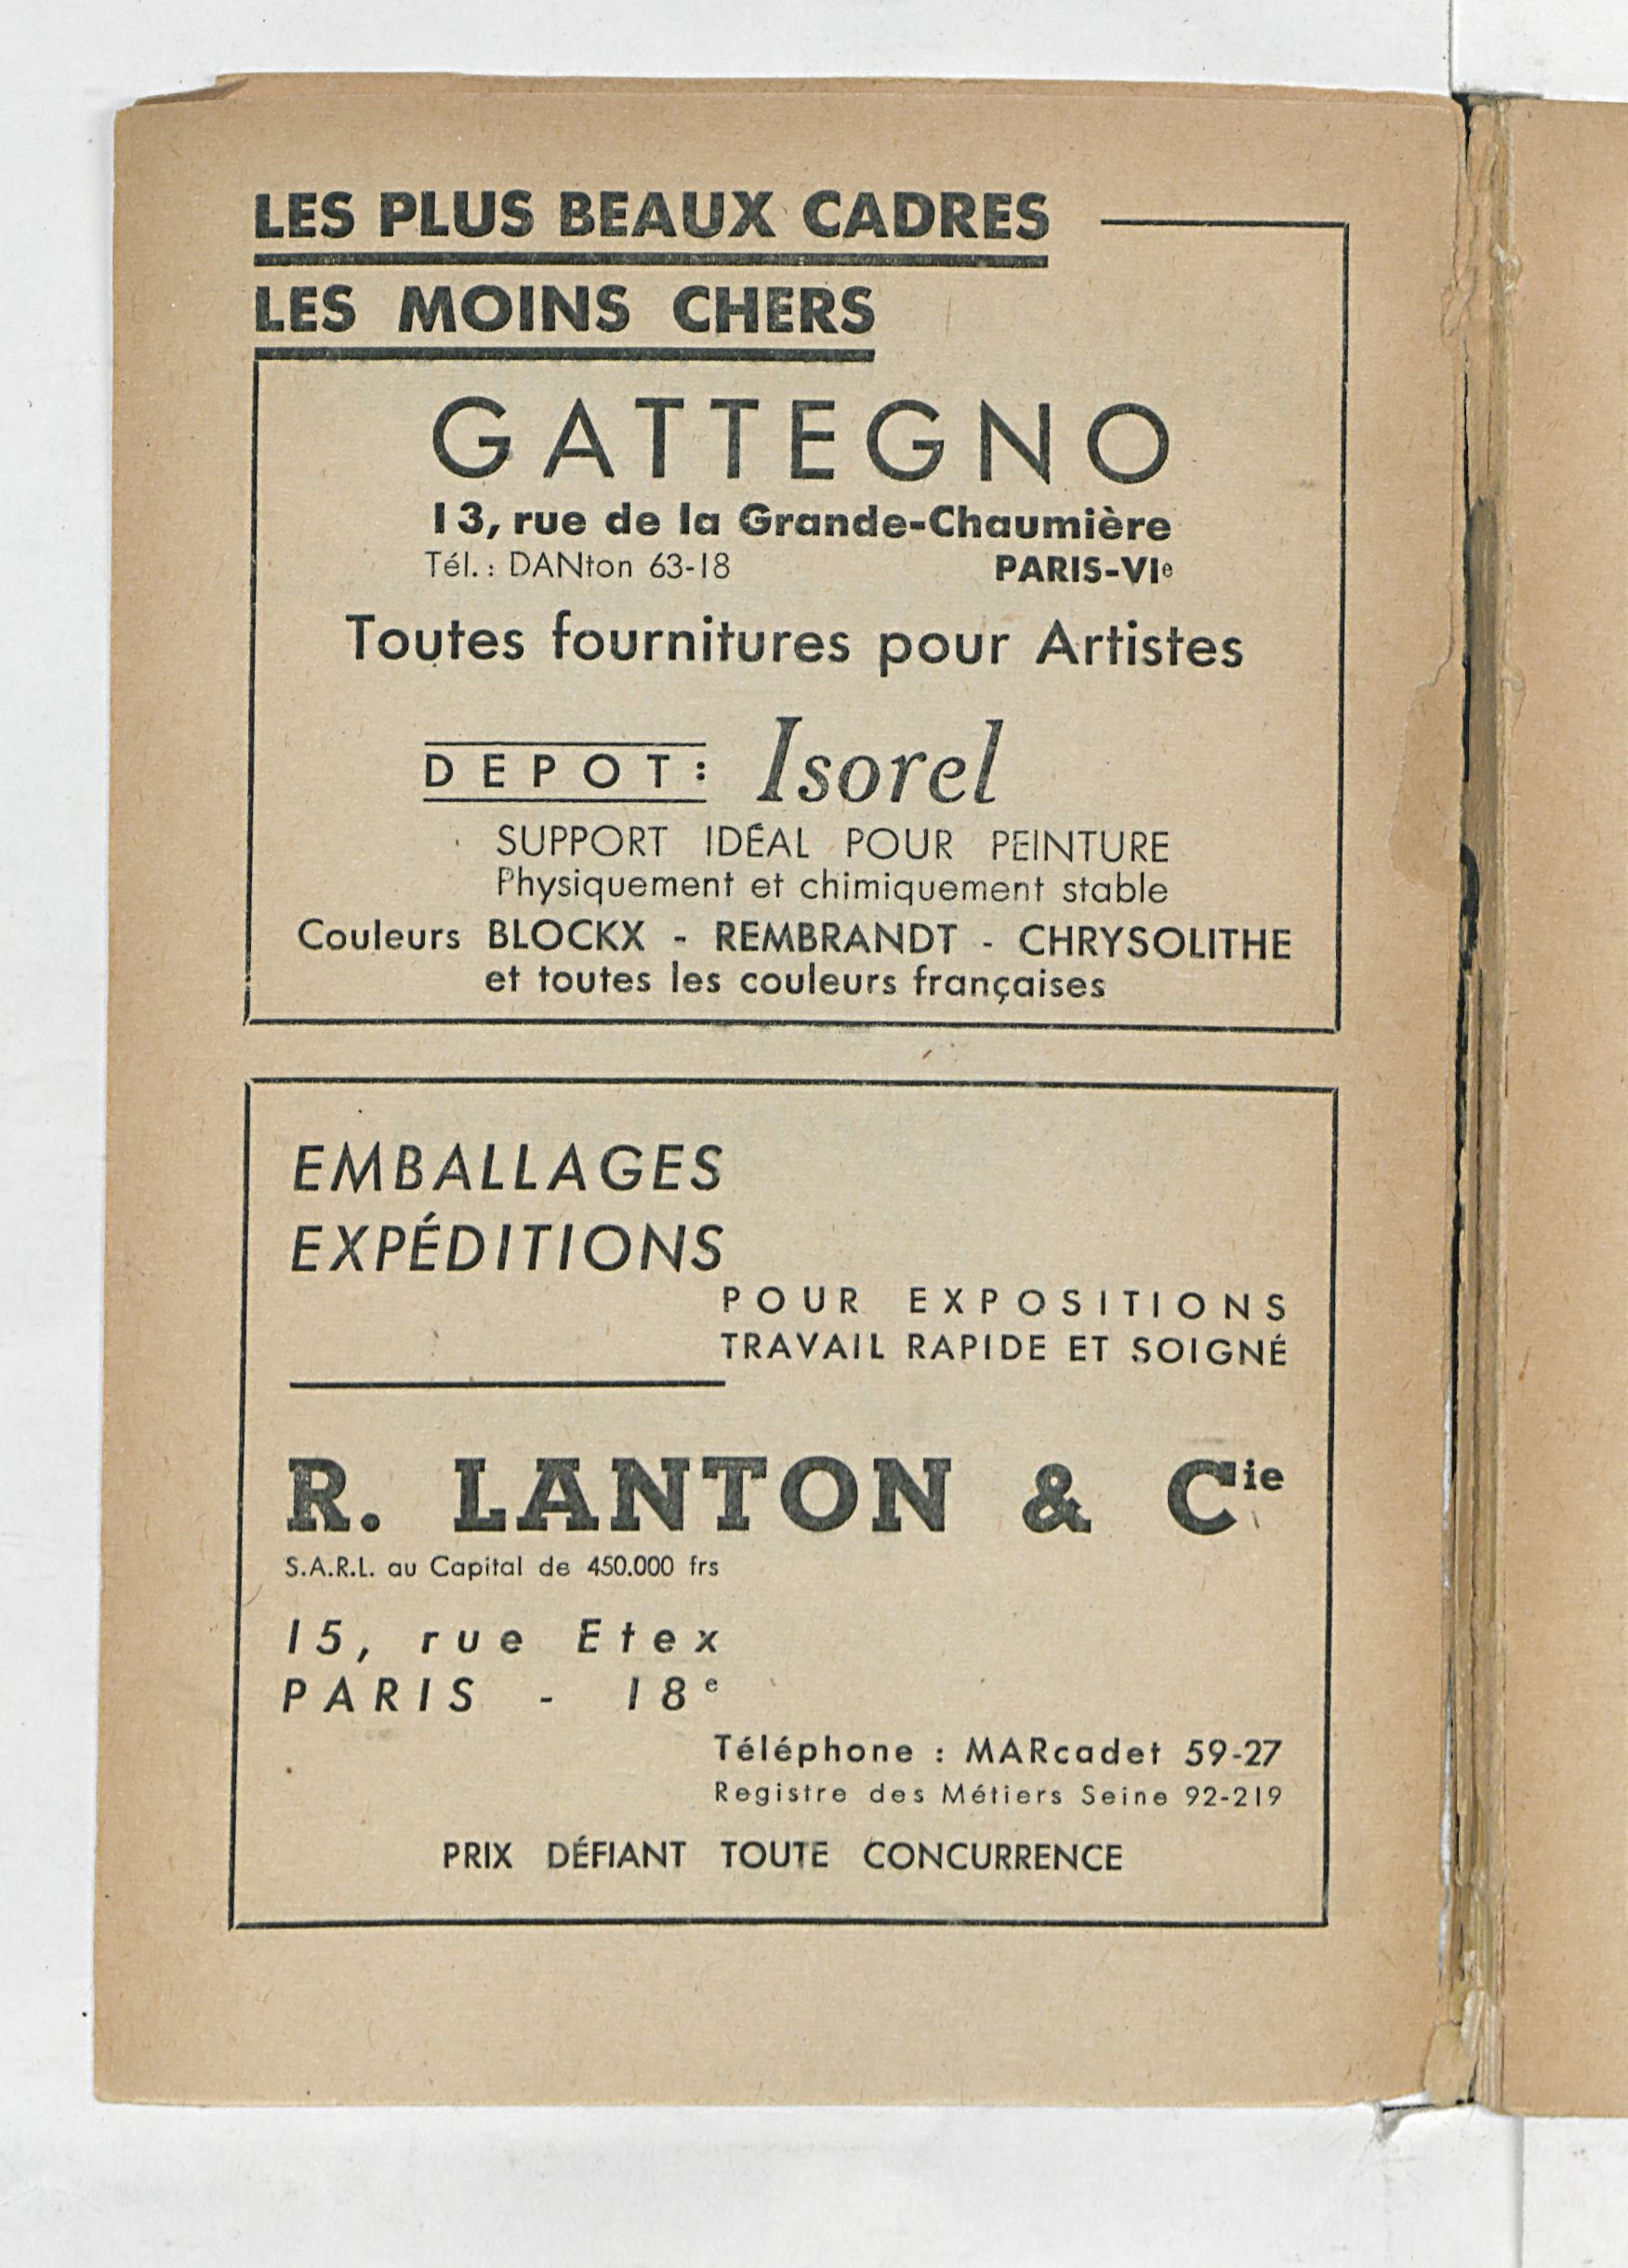 LES PLUS BEAUX CADRES
LES MOINS CHERS
GATTEGNO
13, rue de la Grande-Chaumière
Tél. : DANton 63-18 PARIS-VIe
Toutes fournitures pour Artistes
DEPOT : Isorel
SUPPORT IDÉAL POUR PEINTURE
Physiquement et chimiquement stable
Couleurs BLOCKX - REMBRANDT - CHRYSOLITHE
et toutes les couleurs françaises
EMBALLAGES
EXPÉDITIONS
POUR EXPOSITIONS
TRAVAIL RAPIDE ET SOIGNÉ
R. LANTON & Cie
S.A.R.L. au Capital de 450.000 frs
15, rue Etex
PARIS - 18e
Téléphone : MARcadet 59-27
Registre des Métiers Seine 92-219
PRIX DÉFIANT TOUTE CONCURRENCE